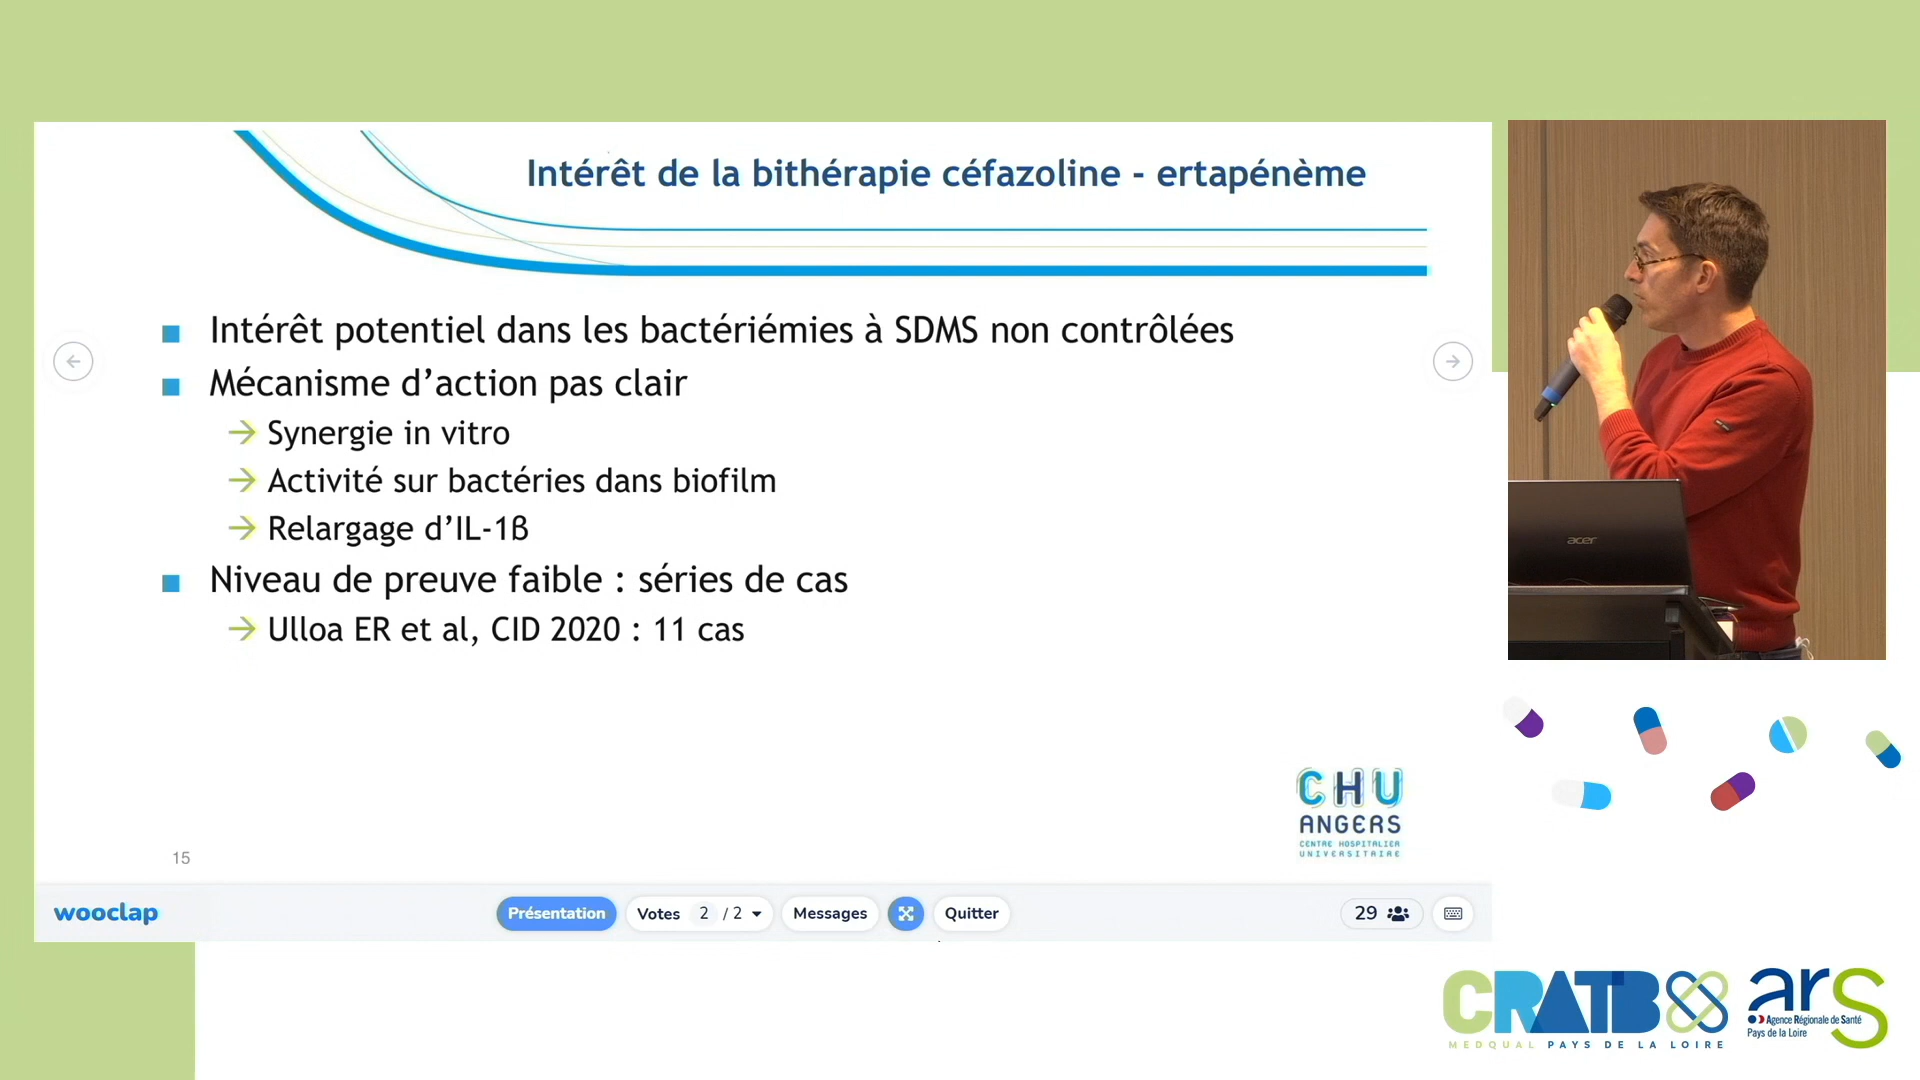 Intérêt de la bithérapie céfazoline - ertapénème
Intérêt potentiel dans les bactériémies à SDMS non contrôlées
Mécanisme d’action pas clair
Synergie in vitro
Activité sur bactéries dans biofilm
Relargage d’IL-1ß
Niveau de preuve faible : séries de cas
Ulloa ER et al, CID 2020 : 11 cas
CHU
ANGERS
CENTRE HOSPITALIER
UNIVERSITAIRE
15
wooclap
Présentation
Votes 2 / 2
Messages
Quitter
29
acer
CRATB
MEDQUAL PAYS DE LA LOIRE
ars
Agence Régionale de Santé
Pays de la Loire